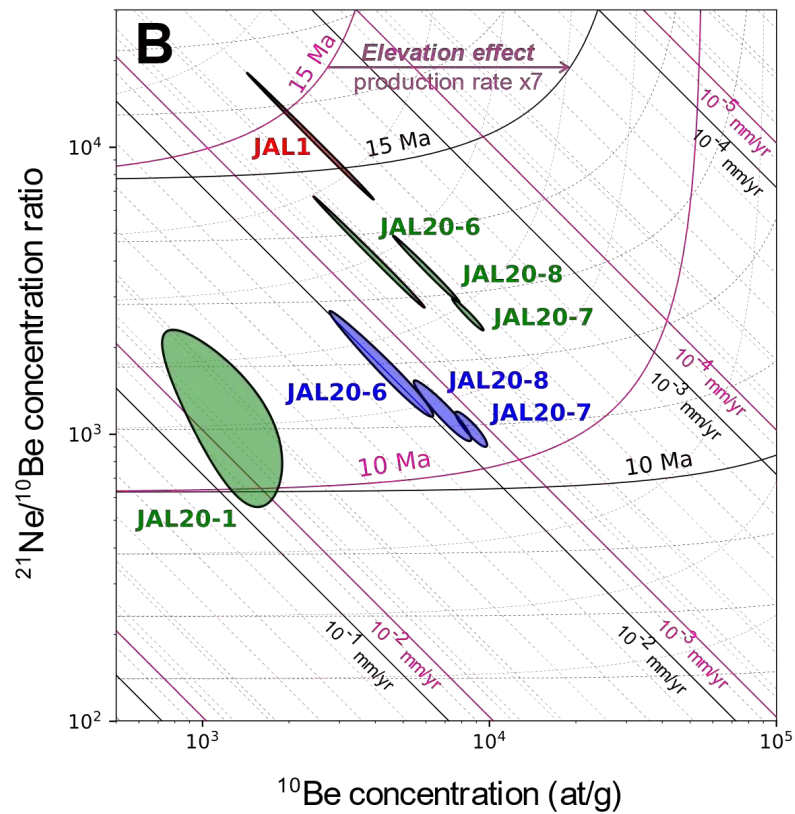 B
Elevation effect
production rate x7
15 Ma
15 Ma
JAL1
10⁻⁵ mm/yr
10⁻⁴ mm/yr
10⁴
JAL20-6
JAL20-8
JAL20-7
JAL20-6
JAL20-8
JAL20-7
10⁻⁴ mm/yr
10⁻³ mm/yr
10³
10 Ma
10 Ma
JAL20-1
10⁻¹ mm/yr
10⁻² mm/yr
10⁻² mm/yr
10⁻³ mm/yr
10²
10³
10⁴
10⁵
²¹Ne/¹⁰Be concentration ratio
¹⁰Be concentration (at/g)